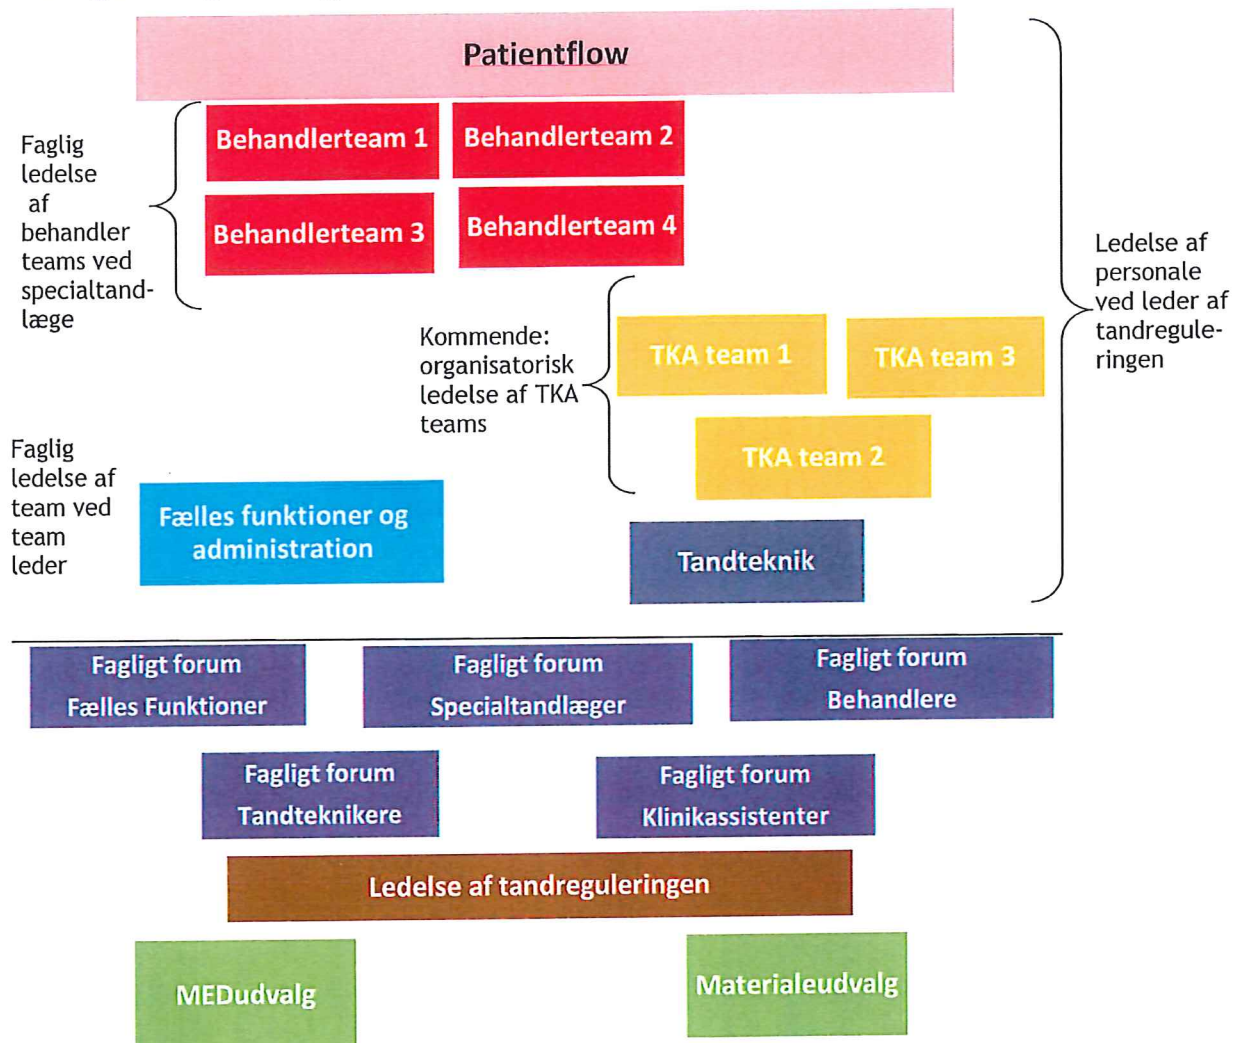 Patientflow
Faglig
ledelse
af
behandler
teams ved
specialtand-
læge
Behandlerteam 1
Behandlerteam 2
Behandlerteam 3
Behandlerteam 4
Ledelse af
personale
ved leder af
tandregule-
ringen
Kommende:
organisatorisk
ledelse af TKA
teams
TKA team 1
TKA team 3
TKA team 2
Faglig
ledelse af
team ved
team
leder
Fælles funktioner og
administration
Tandteknik
Fagligt forum
Fælles Funktioner
Fagligt forum
Specialtandlæger
Fagligt forum
Behandlere
Fagligt forum
Tandteknikere
Fagligt forum
Klinikassistenter
Ledelse af tandreguleringen
MEDudvalg
Materialeudvalg